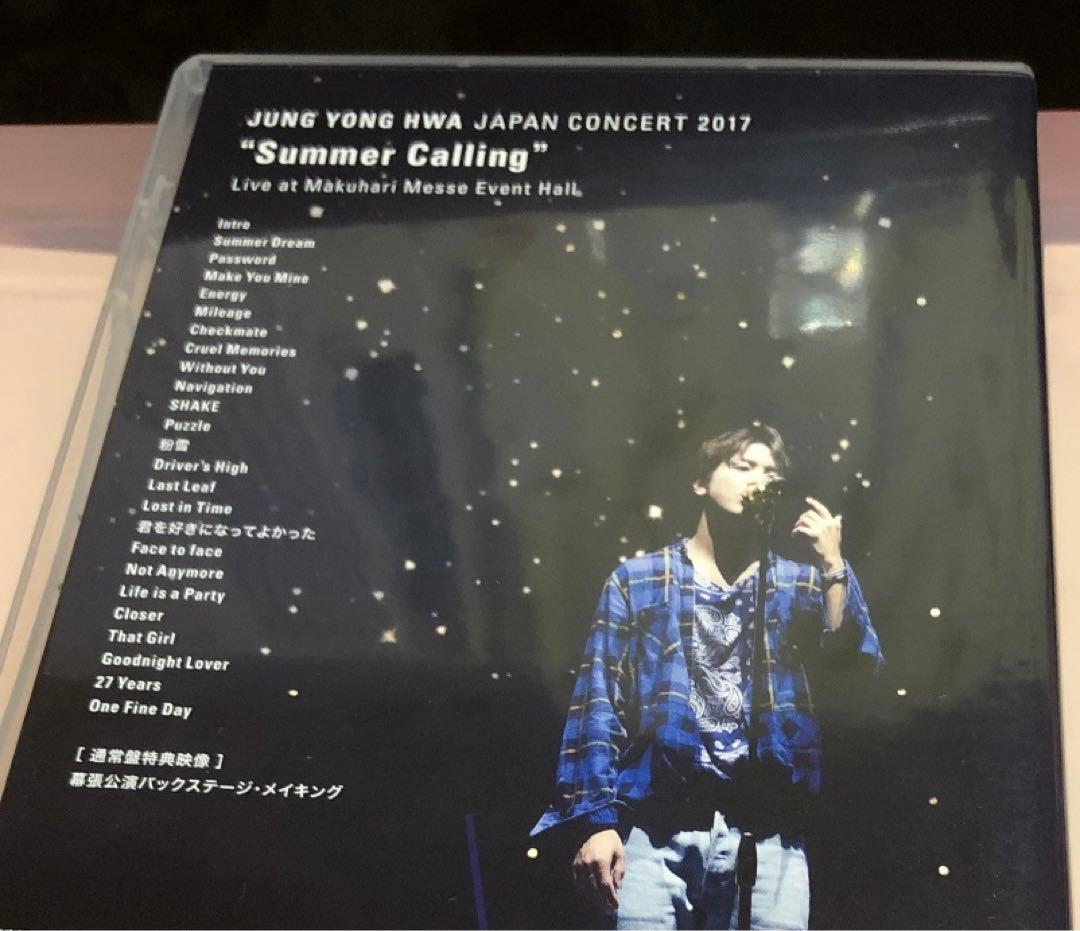 JUNG YONG HWA JAPAN CONCERT 2017
“Summer Calling”
Live at Makuhari Messe Event Hall
Intro
Summer Dream
Password
Make You Mine
Energy
Mileage
Checkmate
Cruel Memories
Without You
Navigation
SHAKE
Puzzle
粉雪
Driver's High
Last Leaf
Lost in Time
君を好きになってよかった
Face to face
Not Anymore
Life is a Party
Closer
That Girl
Goodnight Lover
27 Years
One Fine Day
[ 通常盤特典映像 ]
幕張公演バックステージ・メイキング